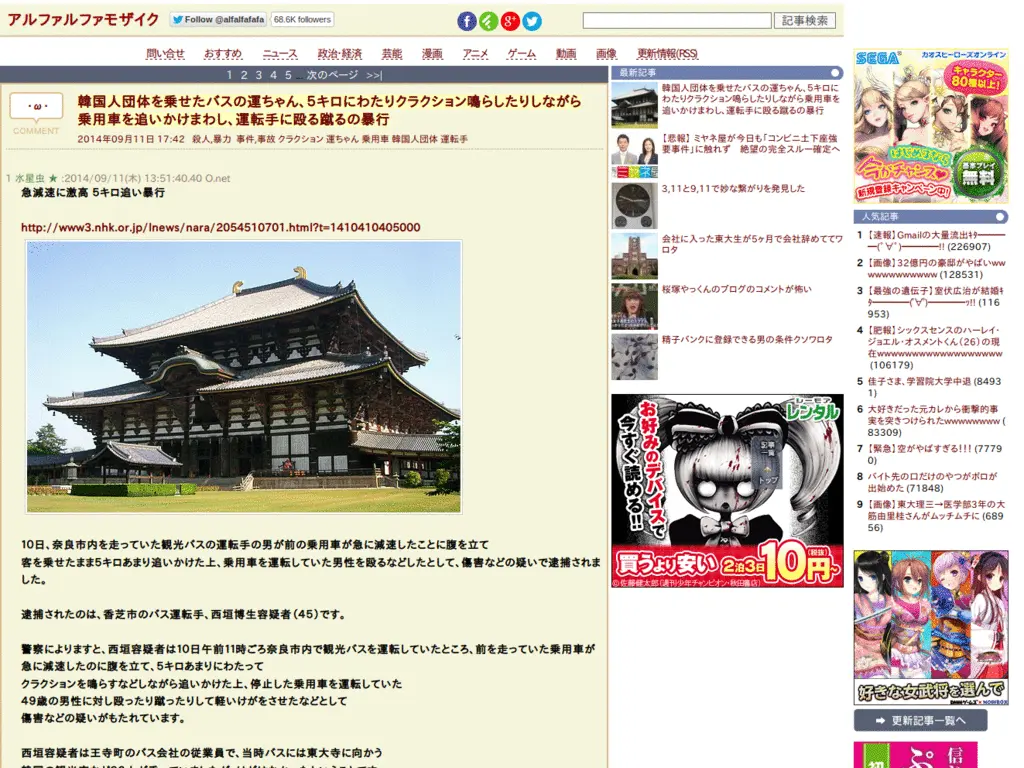 アルファルファモザイク
Follow @alfalfafafa
68.6K followers
記事検索
問い合せ おすすめ ニュース 政治・経済 芸能 漫画 アニメ ゲーム 動画 画像 更新情報(RSS)
1 2 3 4 5 ... 次のページ >>|
・ω・
COMMENT
韓国人団体を乗せたバスの運ちゃん、5キロにわたりクラクション鳴らしたりしながら
乗用車を追いかけまわし、運転手に殴る蹴るの暴行
2014年09月11日 17:42 殺人,暴力 事件,事故 クラクション 運ちゃん 乗用車 韓国人団体 運転手
1 水星虫 ★ :2014/09/11(木) 13:51:40.40 O.net
急減速に激高 5キロ追い暴行
http://www3.nhk.or.jp/lnews/nara/2054510701.html?t=1410410405000
10日、奈良市内を走っていた観光バスの運転手の男が前の乗用車が急に減速したことに腹を立て
客を乗せたまま5キロあまり追いかけた上、乗用車を運転していた男性を殴るなどしたとして、傷害などの疑いで逮捕されま
した。
逮捕されたのは、香芝市のバス運転手、西垣博生容疑者(45)です。
警察によりますと、西垣容疑者は10日午前11時ごろ奈良市内で観光バスを運転していたところ、前を走っていた乗用車が
急に減速したのに腹を立て、5キロあまりにわたって
クラクションを鳴らすなどしながら追いかけた上、停止した乗用車を運転していた
49歳の男性に対し殴ったり蹴ったりして軽いけがをさせたなどとして
傷害などの疑いがもたれています。
西垣容疑者は王寺町のバス会社の従業員で、当時バスには東大寺に向かう
最新記事
韓国人団体を乗せたバスの運ちゃん、5キロにわ
たりクラクション鳴らしたりしながら乗用車を追
いかけまわし、運転手に殴る蹴るの暴行
【悲報】 ミヤネ屋が今日も「コンビニ土下座強
要事件」に触れず 絶望の完全スルー確定へ
3,11と9,11で妙な繋がりを発見した
会社に入った東大生が5ヶ月で会社辞めててワ
ロタ
桜塚やっくんのブログのコメントが怖い
精子バンクに登録できる男の条件クソワロタ
レンタル
お好みのデバイスで
今すぐ読める!!
記事一覧
トップ
買うより安い 2泊3日10円~(税抜)
©佐藤健太郎(週刊少年チャンピオン・秋田書店)
SEGA
カオスヒーローズオンライン
キャラクター
80種以上!
はじめるなら
今がチャンス
基本プレイ
無料
新規登録キャンペーン中!
人気記事
1 【速報】Gmailの大量流出ｷﾀ━━━
━(ﾟ∀ﾟ)━━━!! (226907)
2 【画像】32億円の豪邸がやばいww
wwwwwwwwwww (128531)
3 【最強の遺伝子】室伏広治が結婚ｷ
ﾀ━━━(ﾟ∀ﾟ)━━━ｯ!! (116
953)
4 【肥報】シックスセンスのハーレイ・
ジョエル・オスメントくん(26)の現
在wwwwwwwwwwwwwwwwwww
(106179)
5 佳子さま、学習院大学中退 (8493
1)
6 大好きだった元カレから衝撃的事
実を突きつけられたwwwwwwwww (
83309)
7 【緊急】空がやばすぎる!!! (7779
0)
8 バイト先の口だけのやつがボロが
出始めた (71848)
9 【画像】東大理三→医学部3年の大
筋由里桂さんがムッチムチに (689
56)
好きな女武将を選んで
➡ 更新記事一覧へ